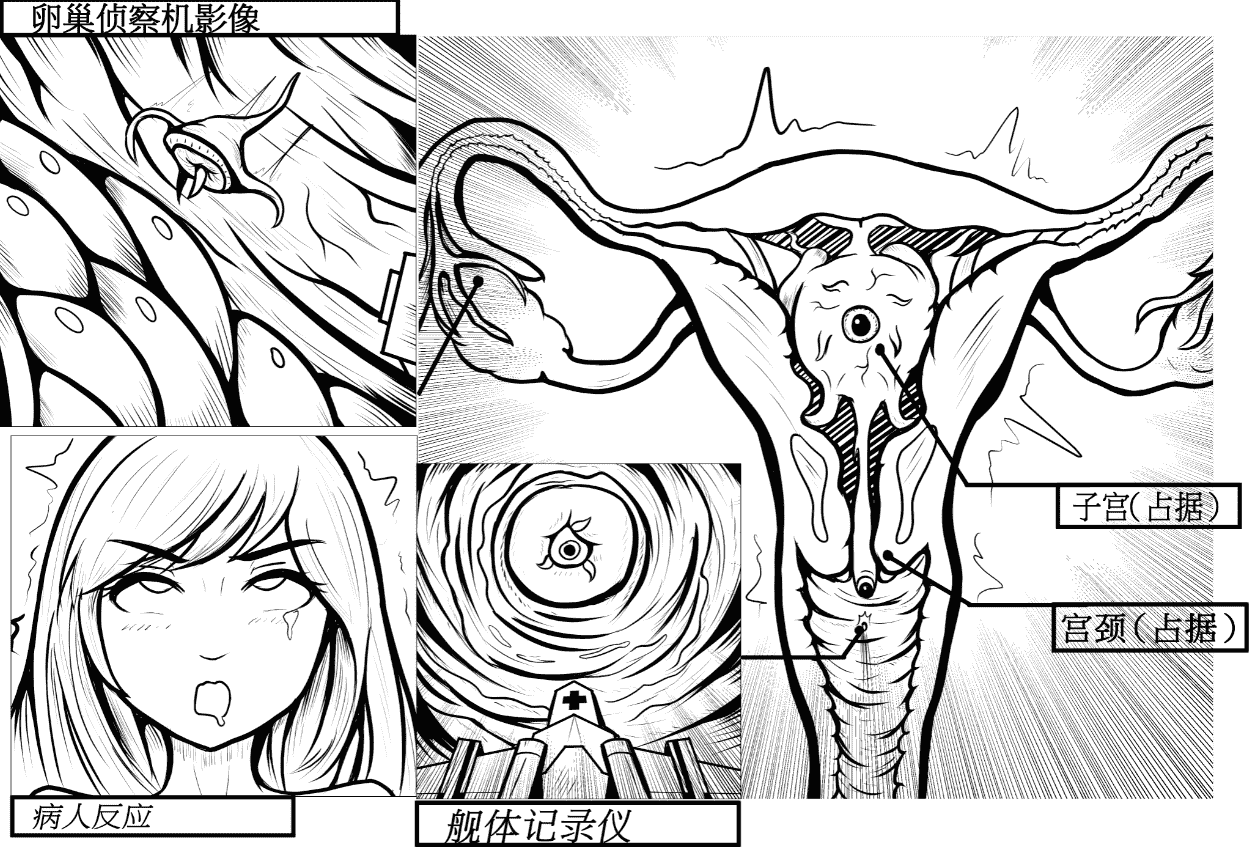 卵巢侦察机影像
子宫（占据）
宫颈（占据）
病人反应
舰体记录仪